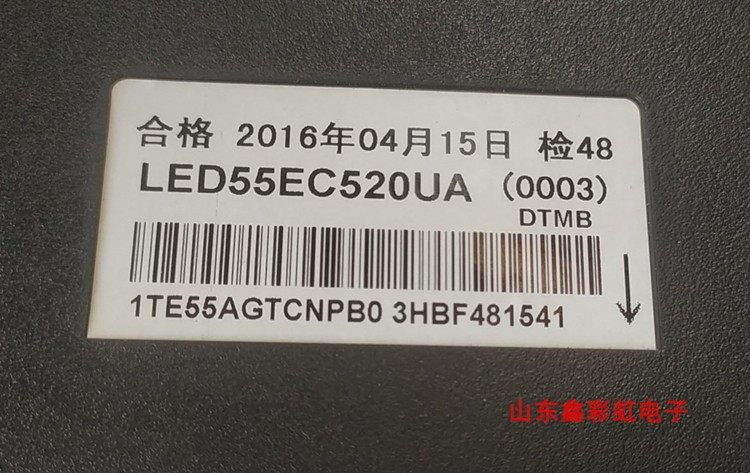 合格 2016年04月15日 检48
LED55EC520UA (0003)
DTMB
1TE55AGTCNPB0 3HBF481541
山东鑫彩虹电子